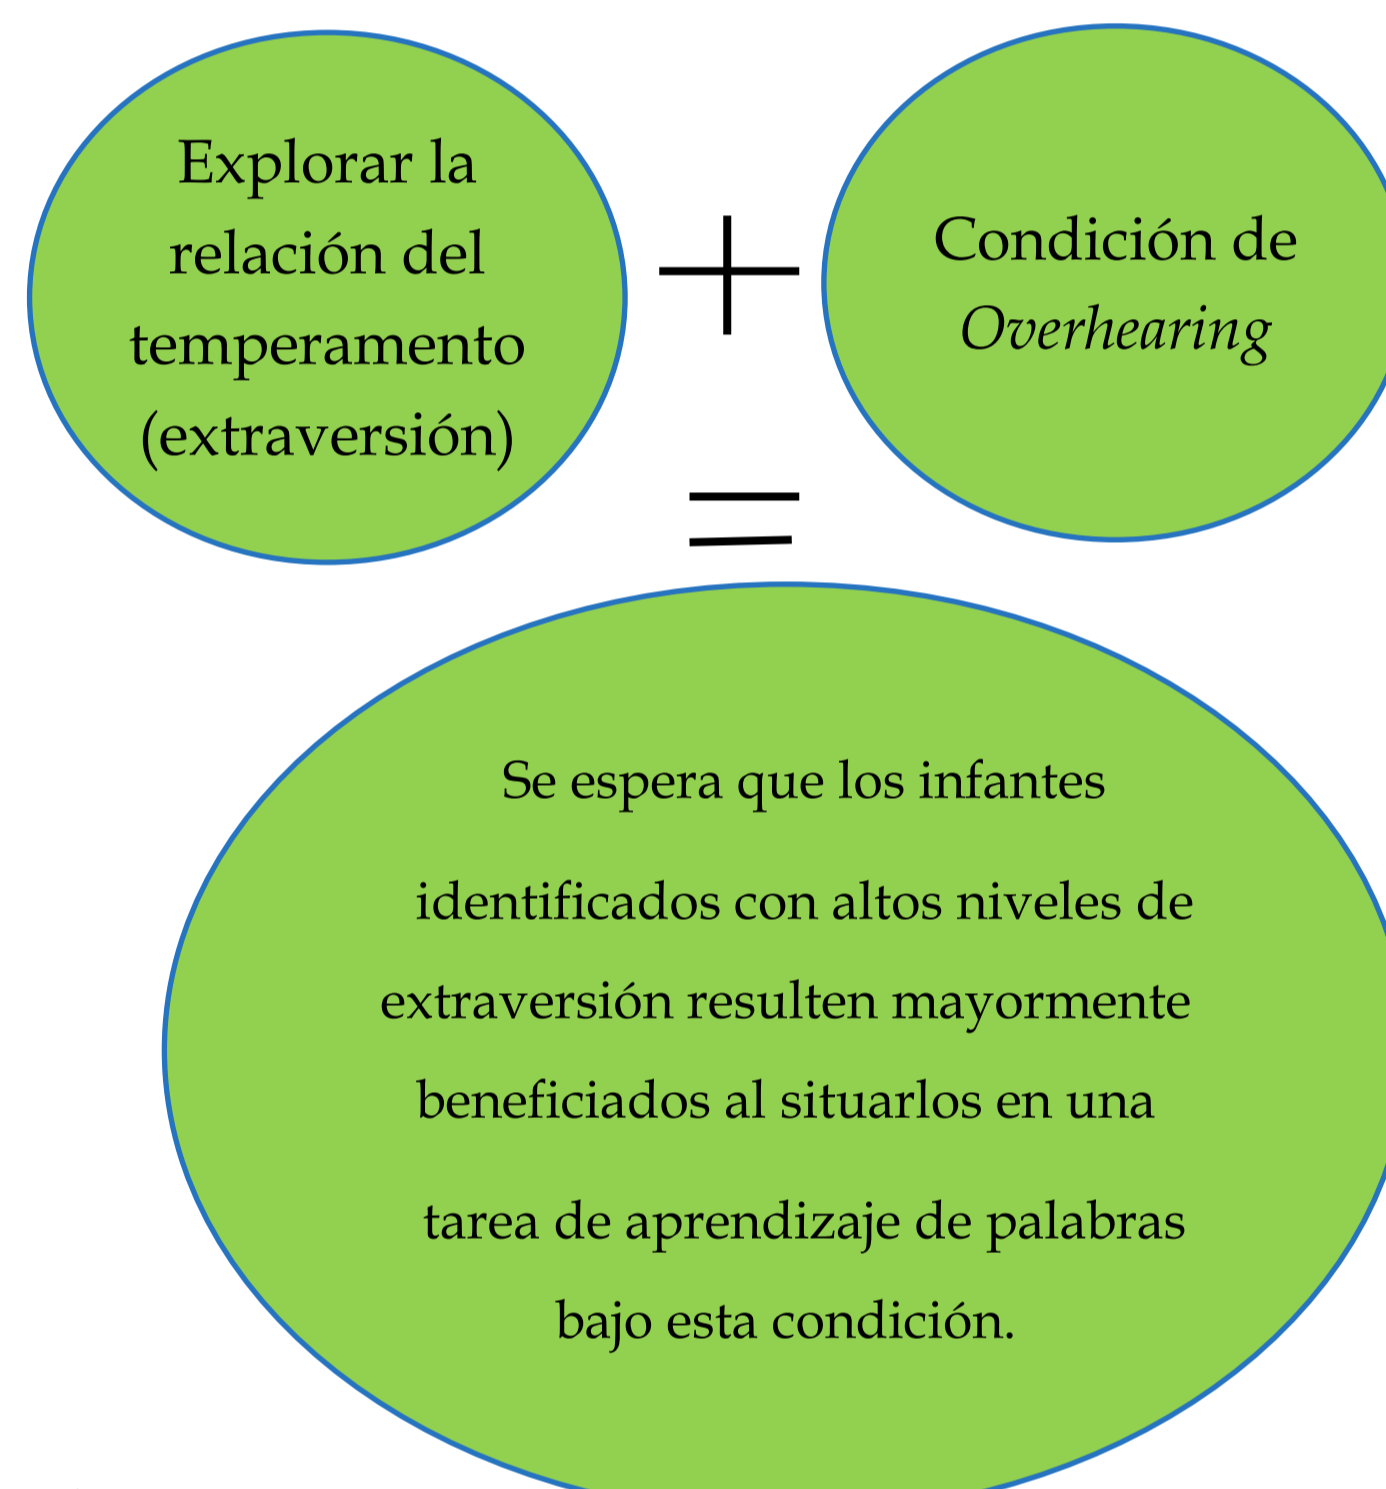 Explorar la
relación del
temperamento
(extraversión)
+
Condición de
Overhearing
=
Se espera que los infantes
identificados con altos niveles de
extraversión resulten mayormente
beneficiados al situarlos en una
tarea de aprendizaje de palabras
bajo esta condición.